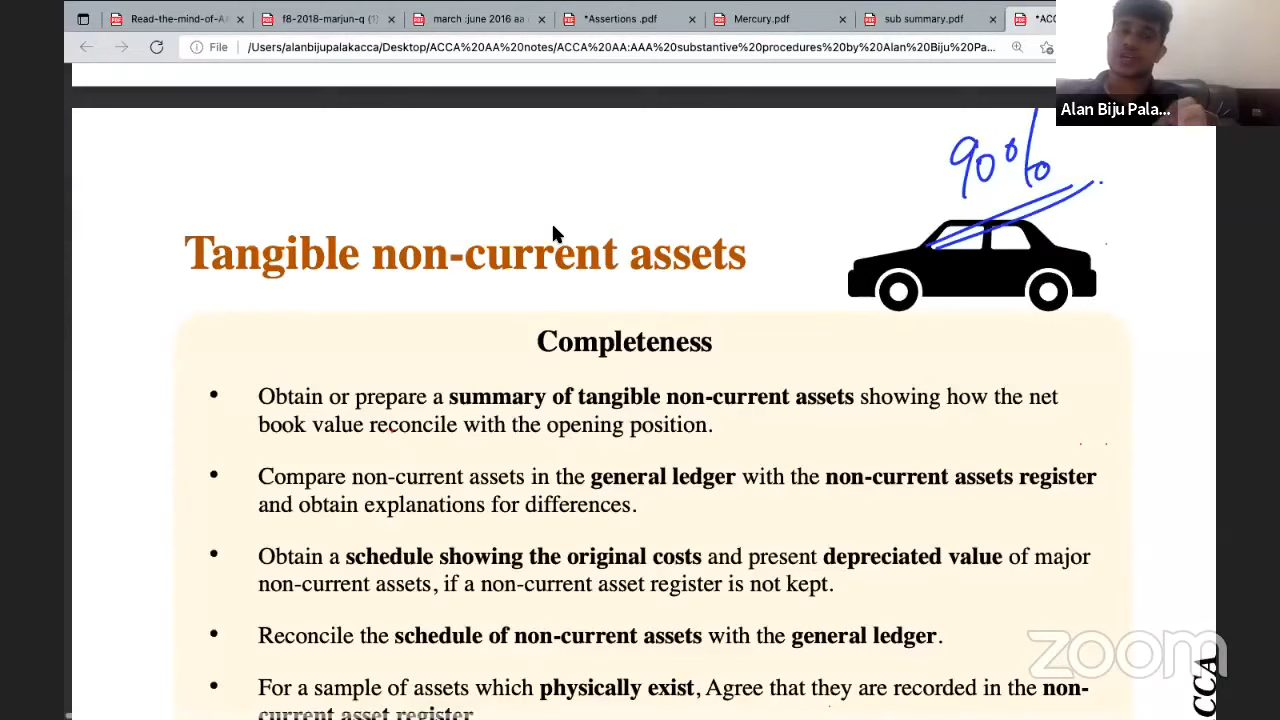 Read-the-mind-of-A
f8-2018-marjun-q (1)
march :june 2016 aa
*Assertions .pdf
Mercury.pdf
sub summary.pdf
*ACC
File
/Users/alanbijupalakacca/Desktop/ACCA%20AA%20notes/ACCA%20AA:AAA%20substantive%20procedures%20by%20Alan%20Biju%20Pa...
Alan Biju Pala...
90%
Tangible non-current assets
Completeness
• Obtain or prepare a summary of tangible non-current assets showing how the net
book value reconcile with the opening position.
• Compare non-current assets in the general ledger with the non-current assets register
and obtain explanations for differences.
• Obtain a schedule showing the original costs and present depreciated value of major
non-current assets, if a non-current asset register is not kept.
• Reconcile the schedule of non-current assets with the general ledger.
• For a sample of assets which physically exist, Agree that they are recorded in the non-
current asset register
zoom
CCA